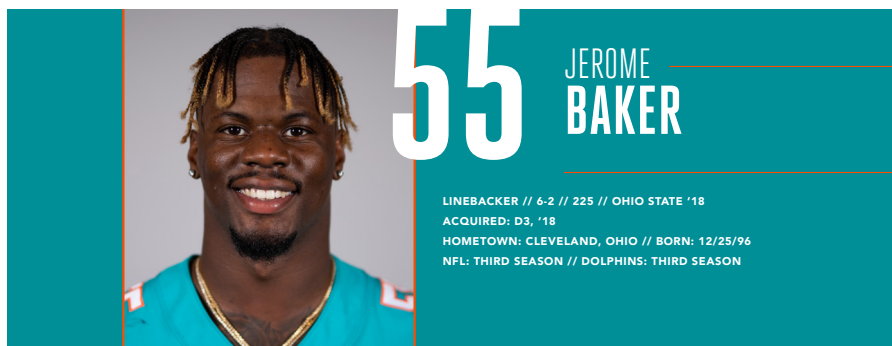 55
JEROME
BAKER
LINEBACKER // 6-2 // 225 // OHIO STATE ‘18
ACQUIRED: D3, ‘18
HOMETOWN: CLEVELAND, OHIO // BORN: 12/25/96
NFL: THIRD SEASON // DOLPHINS: THIRD SEASON